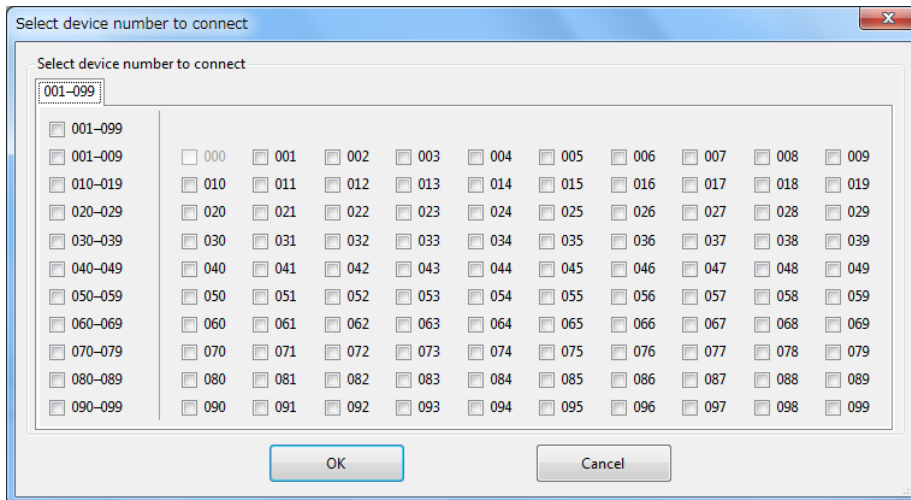 Select device number to connect
Select device number to connect
001–099
001–099
001–009 000 001 002 003 004 005 006 007 008 009
010–019 010 011 012 013 014 015 016 017 018 019
020–029 020 021 022 023 024 025 026 027 028 029
030–039 030 031 032 033 034 035 036 037 038 039
040–049 040 041 042 043 044 045 046 047 048 049
050–059 050 051 052 053 054 055 056 057 058 059
060–069 060 061 062 063 064 065 066 067 068 069
070–079 070 071 072 073 074 075 076 077 078 079
080–089 080 081 082 083 084 085 086 087 088 089
090–099 090 091 092 093 094 095 096 097 098 099
OK Cancel